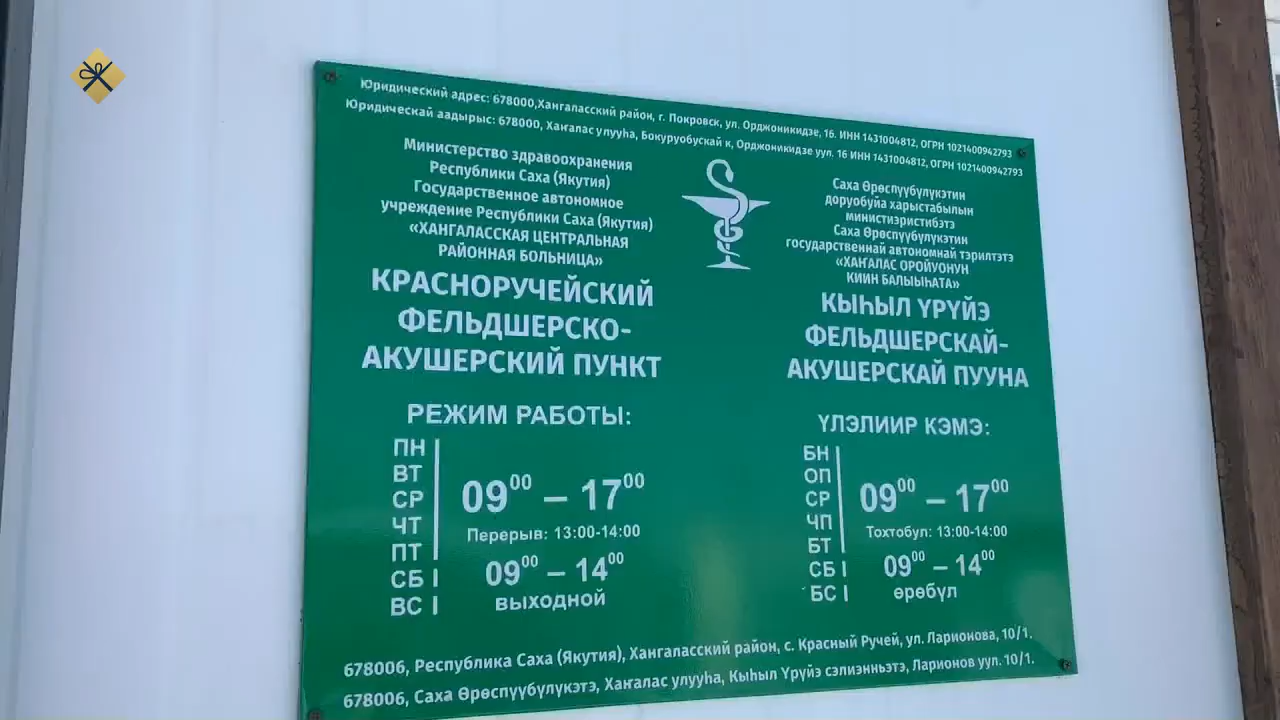 Юридический адрес: 678000,Хангаласский район, г. Покровск, ул. Орджоникидзе, 16. ИНН 1431004812, ОГРН 1021400942793
Юридическай аадырыс: 678000, Хаҥалас улууһа, Бокуруобускай к, Орджоникидзе уул. 16 ИНН 1431004812, ОГРН 1021400942793
Министерство здравоохранения
Республики Саха (Якутия)
Государственное автономное
учреждение Республики Саха (Якутия)
«ХАНГАЛАССКАЯ ЦЕНТРАЛЬНАЯ
РАЙОННАЯ БОЛЬНИЦА»
КРАСНОРУЧЕЙСКИЙ
ФЕЛЬДШЕРСКО-
АКУШЕРСКИЙ ПУНКТ
РЕЖИМ РАБОТЫ:
ПН
ВТ
СР
ЧТ
ПТ
09⁰⁰ – 17⁰⁰
Перерыв: 13:00-14:00
СБ 09⁰⁰ – 14⁰⁰
ВС выходной
Саха Өрөспүүбүлүкэтин
доруобуйа харыстабылын
министиэристибэтэ
Саха Өрөспүүбүлүкэтин
государственнай автономнай тэрилтэтэ
«ХАҤАЛАС ОРОЙУОНУН
КИИН БАЛЫЫҺАТА»
КЫҺЫЛ ҮРҮЙЭ
ФЕЛЬДШЕРСКАЙ-
АКУШЕРСКАЙ ПУУНА
ҮЛЭЛИИР КЭМЭ:
БН
ОП
СР
ЧП
БТ
09⁰⁰ – 17⁰⁰
Тохтобул: 13:00-14:00
СБ 09⁰⁰ – 14⁰⁰
БС өрөбүл
678006, Республика Саха (Якутия), Хангаласский район, с. Красный Ручей, ул. Ларионова, 10/1.
678006, Саха Өрөспүүбүлүкэтэ, Хаҥалас улууһа, Кыһыл Үрүйэ сэлиэнньэтэ, Ларионов уул. 10/1.